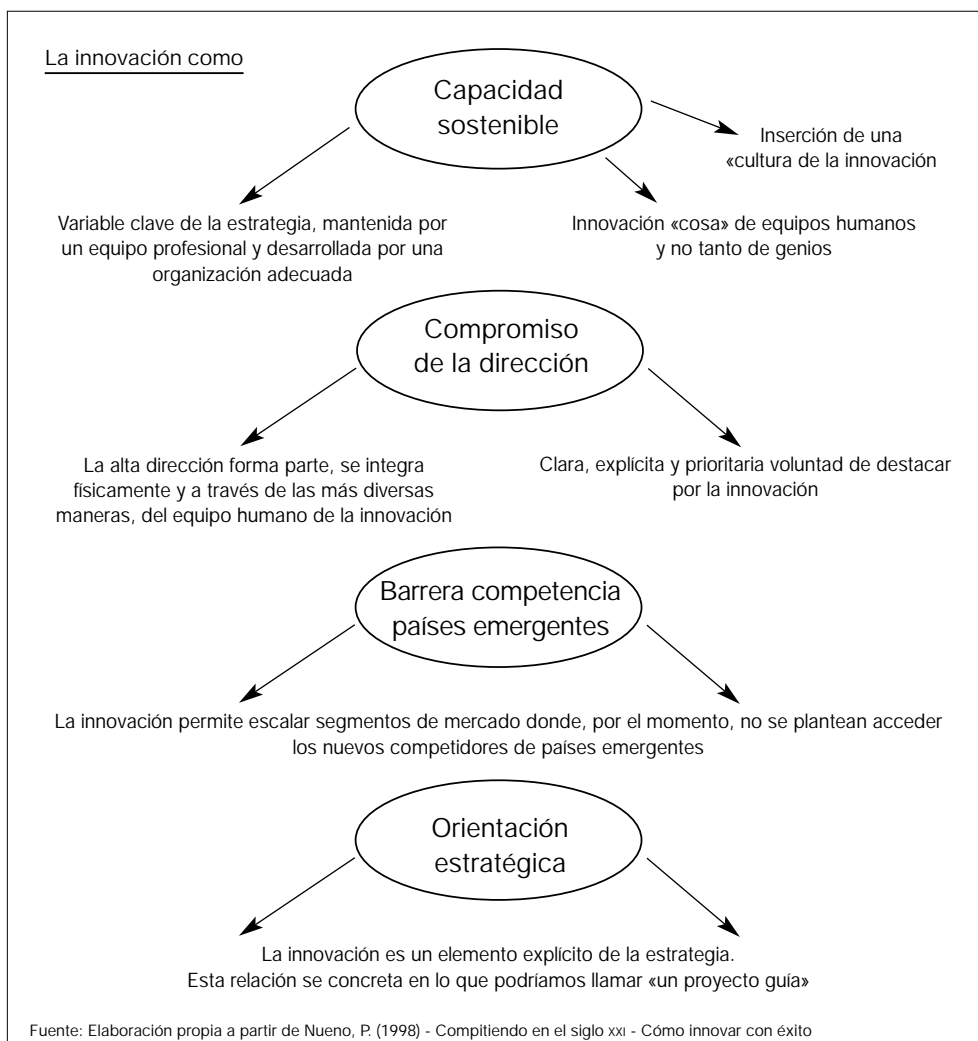 La innovación como
Capacidad
sostenible
Inserción de una
«cultura de la innovación
Variable clave de la estrategia, mantenida por
un equipo profesional y desarrollada por una
organización adecuada
Innovación «cosa» de equipos humanos
y no tanto de genios
Compromiso
de la dirección
La alta dirección forma parte, se integra
físicamente y a través de las más diversas
maneras, del equipo humano de la innovación
Clara, explícita y prioritaria voluntad de destacar
por la innovación
Barrera competencia
países emergentes
La innovación permite escalar segmentos de mercado donde, por el momento, no se plantean acceder
los nuevos competidores de países emergentes
Orientación
estratégica
La innovación es un elemento explícito de la estrategia.
Esta relación se concreta en lo que podríamos llamar «un proyecto guía»
Fuente: Elaboración propia a partir de Nueno, P. (1998) - Compitiendo en el siglo XXI - Cómo innovar con éxito